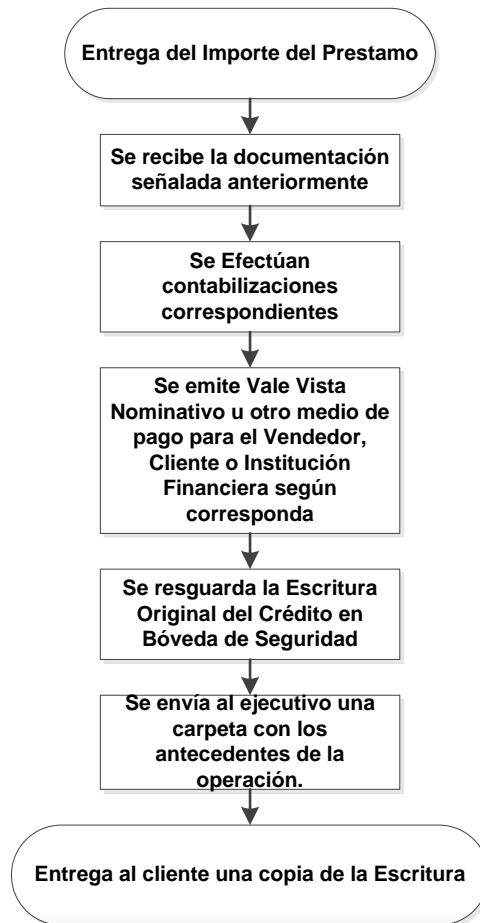 Entrega del Importe del Prestamo
Se recibe la documentación
señalada anteriormente
Se Efectúan
contabilizaciones
correspondientes
Se emite Vale Vista
Nominativo u otro medio de
pago para el Vendedor,
Cliente o Institución
Financiera según
corresponda
Se resguarda la Escritura
Original del Crédito en
Bóveda de Seguridad
Se envía al ejecutivo una
carpeta con los
antecedentes de la
operación.
Entrega al cliente una copia de la Escritura